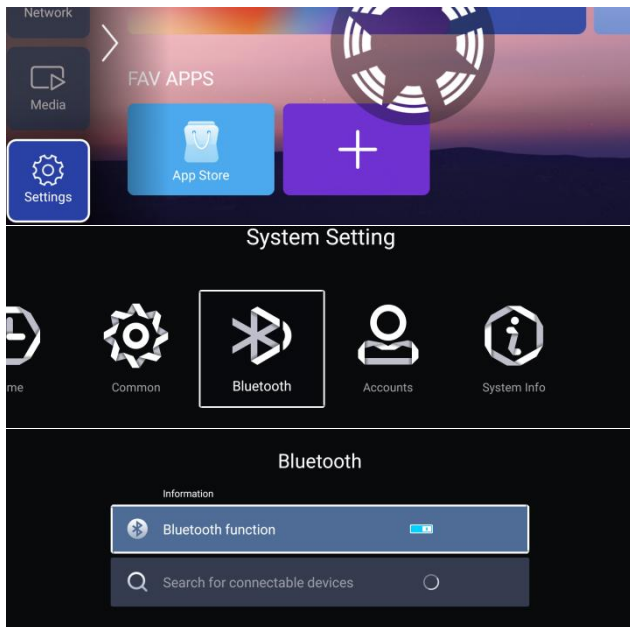 Network
Media
FAV APPS
App Store
Settings
System Setting
me
Common
Bluetooth
Accounts
System Info
Bluetooth
Information
Bluetooth function
Search for connectable devices